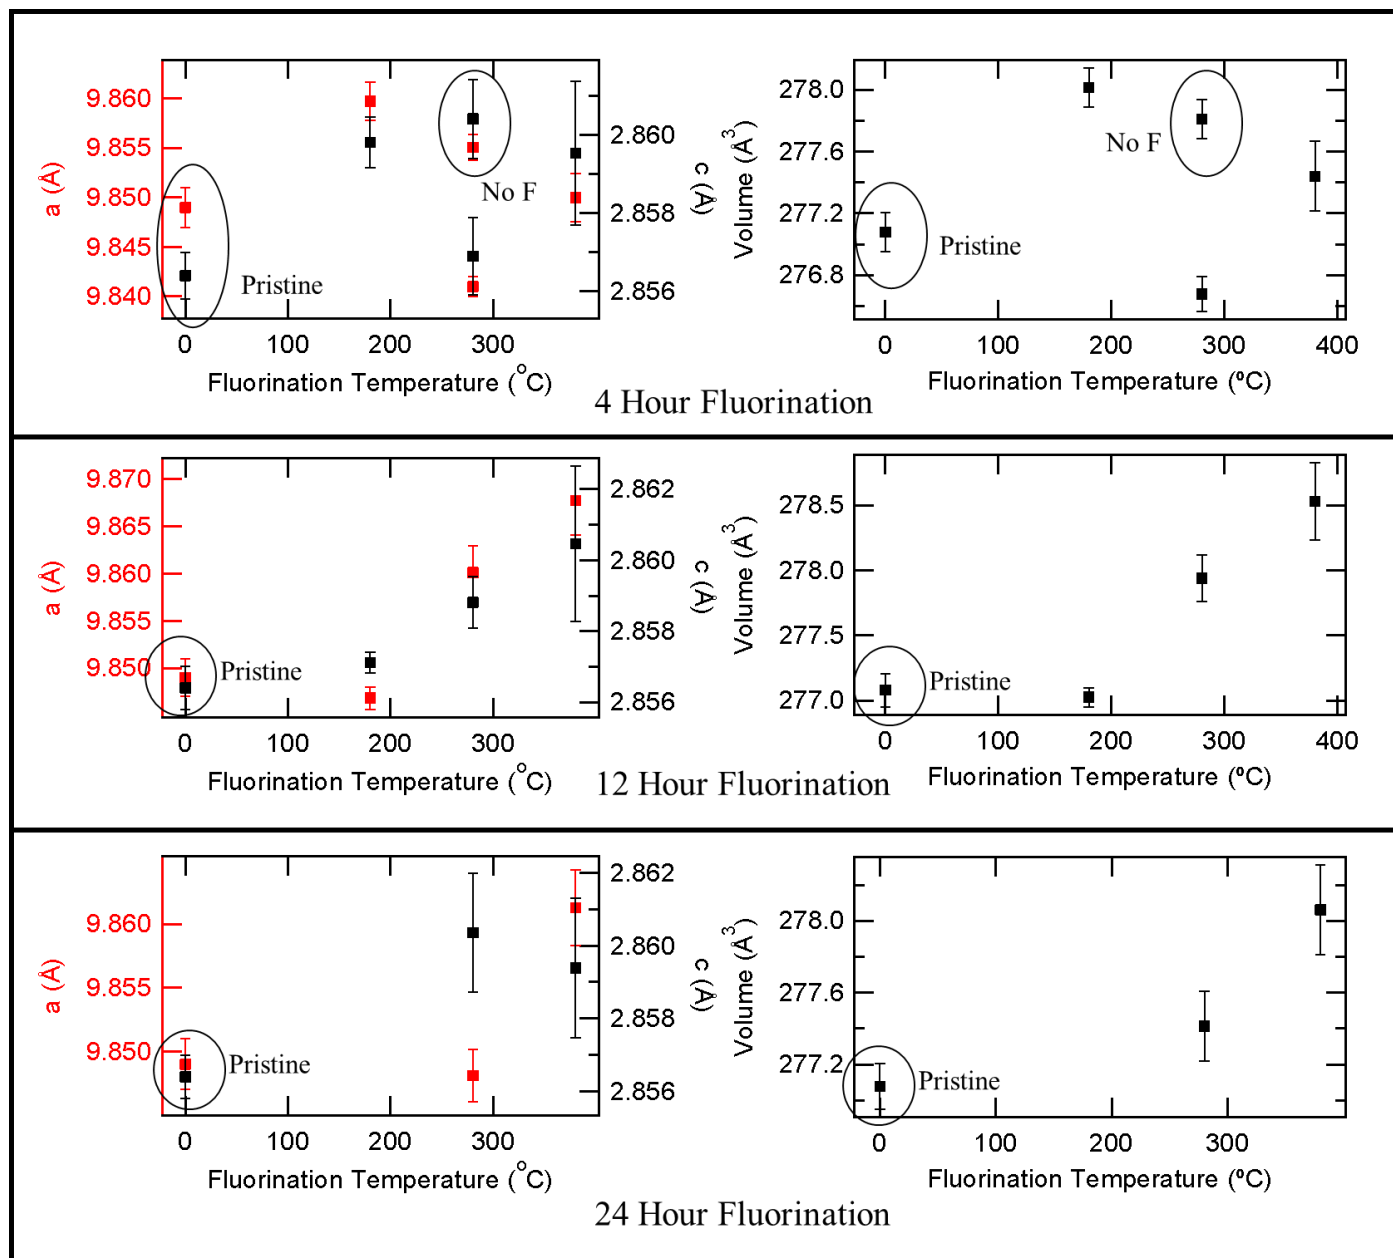 9.860
9.855
9.850
9.845
9.840
a (Å)
Pristine
No F
2.860
2.858
2.856
c (Å)
0 100 200 300
Fluorination Temperature (°C)
278.0
277.6
277.2
276.8
Volume (Å³)
Pristine
No F
0 100 200 300 400
Fluorination Temperature (ºC)
4 Hour Fluorination
9.870
9.865
9.860
9.855
9.850
a (Å)
Pristine
2.862
2.860
2.858
2.856
c (Å)
0 100 200 300
Fluorination Temperature (°C)
278.5
278.0
277.5
277.0
Volume (Å³)
Pristine
0 100 200 300 400
Fluorination Temperature (ºC)
12 Hour Fluorination
9.860
9.855
9.850
a (Å)
Pristine
2.862
2.860
2.858
2.856
c (Å)
0 100 200 300
Fluorination Temperature (°C)
278.0
277.6
277.2
Volume (Å³)
Pristine
0 100 200 300
Fluorination Temperature (ºC)
24 Hour Fluorination